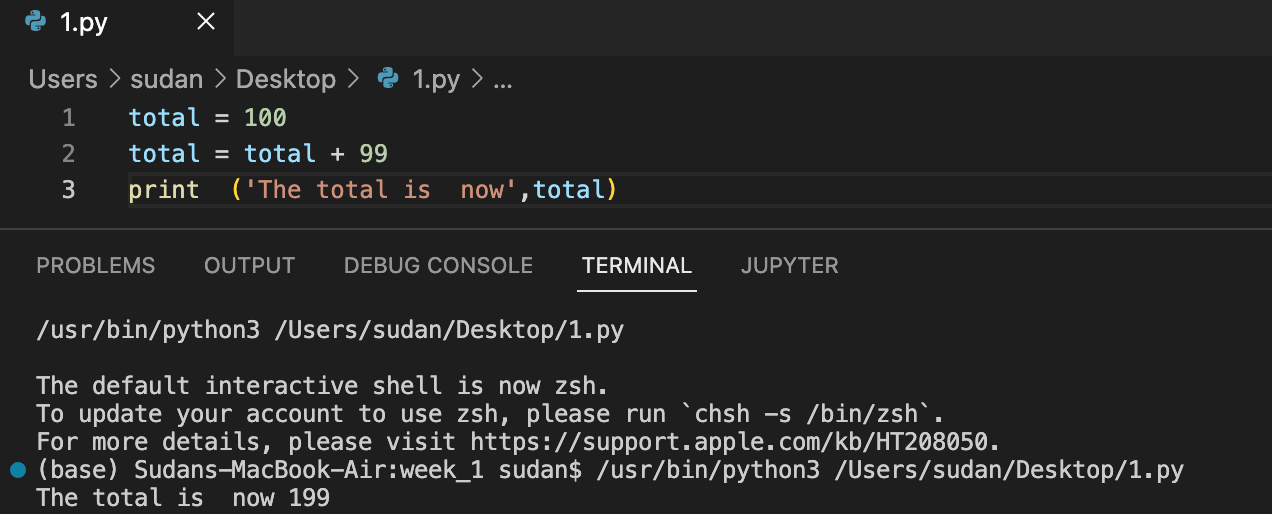 1.py
Users > sudan > Desktop > 1.py > ...
1 total = 100
2 total = total + 99
3 print  ('The total is  now',total)
PROBLEMS OUTPUT DEBUG CONSOLE TERMINAL JUPYTER
/usr/bin/python3 /Users/sudan/Desktop/1.py
The default interactive shell is now zsh.
To update your account to use zsh, please run `chsh -s /bin/zsh`.
For more details, please visit https://support.apple.com/kb/HT208050.
(base) Sudans-MacBook-Air:week_1 sudan$ /usr/bin/python3 /Users/sudan/Desktop/1.py
The total is  now 199